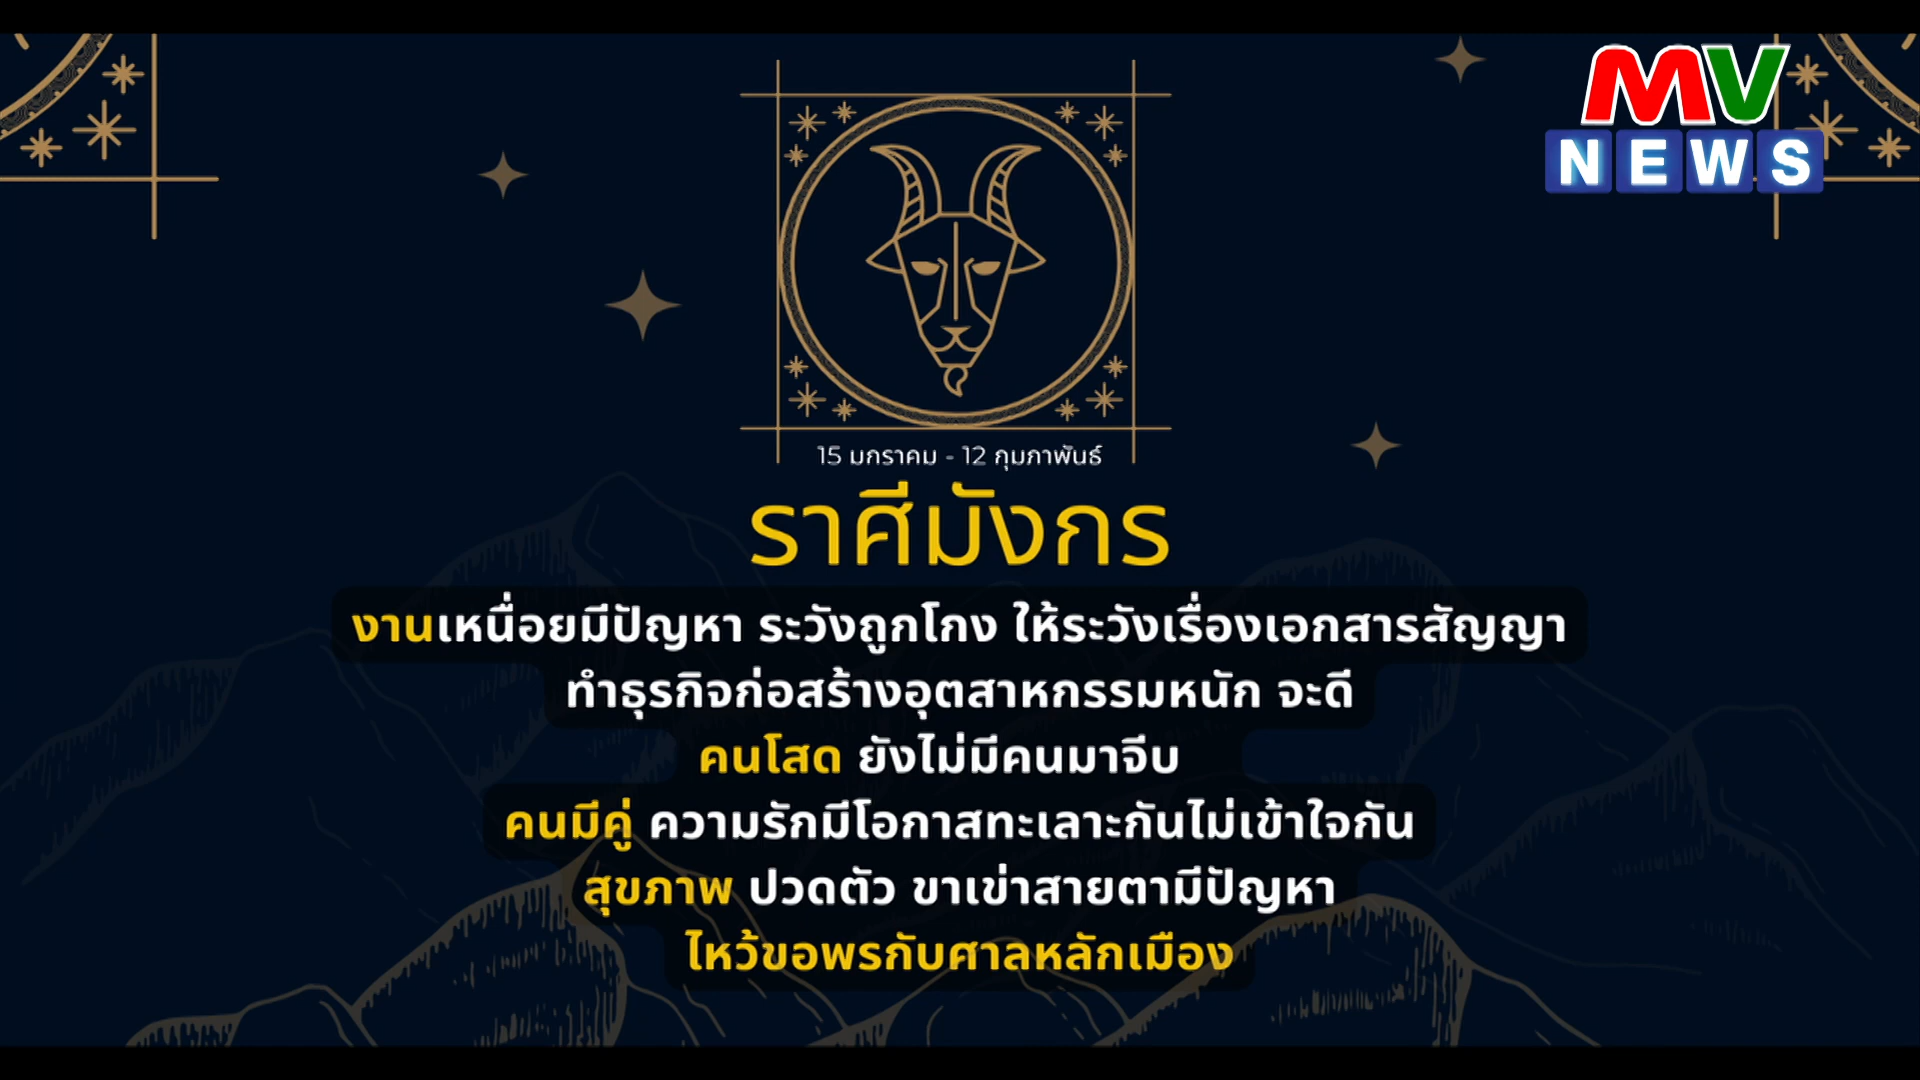 MV
NEWS
15 มกราคม - 12 กุมภาพันธ์
ราศีมังกร
งานเหนื่อยมีปัญหา ระวังถูกโกง ให้ระวังเรื่องเอกสารสัญญา
ทำธุรกิจก่อสร้างอุตสาหกรรมหนัก จะดี
คนโสด ยังไม่มีคนมาจีบ
คนมีคู่ ความรักมีโอกาสทะเลาะกันไม่เข้าใจกัน
สุขภาพ ปวดตัว ขาเข่าสายตามีปัญหา
ไหว้ขอพรกับศาลหลักเมือง